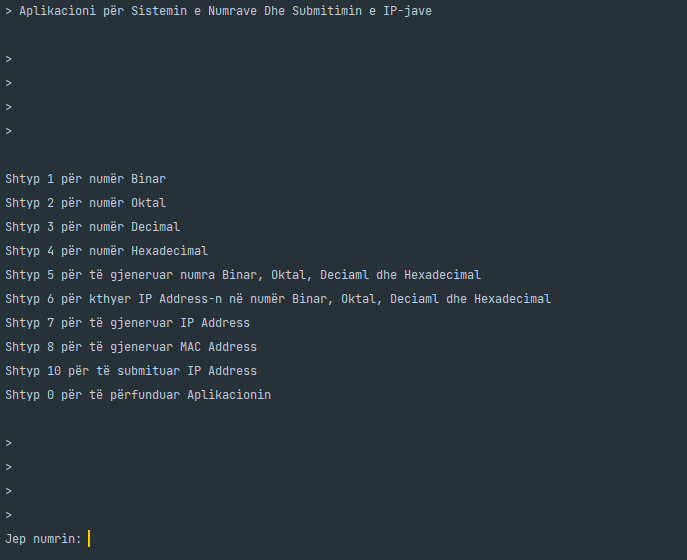 > Aplikacioni për Sistemin e Numrave Dhe Submitimin e IP-jave
>
>
>
>
Shtyp 1 për numër Binar
Shtyp 2 për numër Oktal
Shtyp 3 për numër Decimal
Shtyp 4 për numër Hexadecimal
Shtyp 5 për të gjeneruar numra Binar, Oktal, Deciaml dhe Hexadecimal
Shtyp 6 për kthyer IP Address-n në numër Binar, Oktal, Deciaml dhe Hexadecimal
Shtyp 7 për të gjeneruar IP Address
Shtyp 8 për të gjeneruar MAC Address
Shtyp 10 për të submituar IP Address
Shtyp 0 për të përfunduar Aplikacionin
>
>
>
>
Jep numrin: